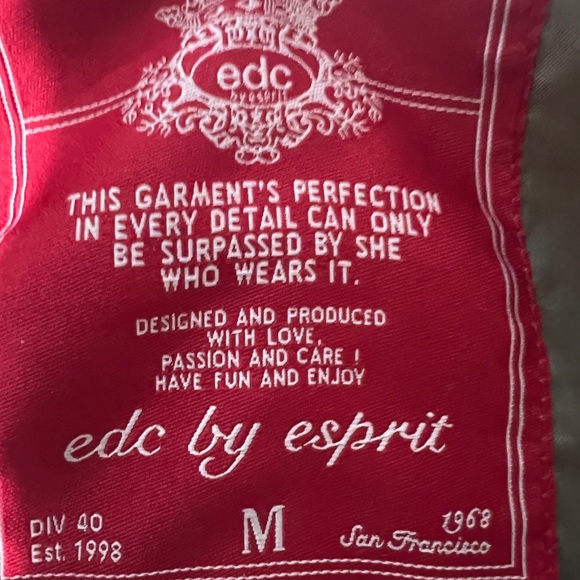 edc
by esprit
THIS GARMENT'S PERFECTION
IN EVERY DETAIL CAN ONLY
BE SURPASSED BY SHE
WHO WEARS IT.
DESIGNED AND PRODUCED
WITH LOVE,
PASSION AND CARE !
HAVE FUN AND ENJOY
edc by esprit
DIV 40
Est. 1998
M
1968
San Francisco